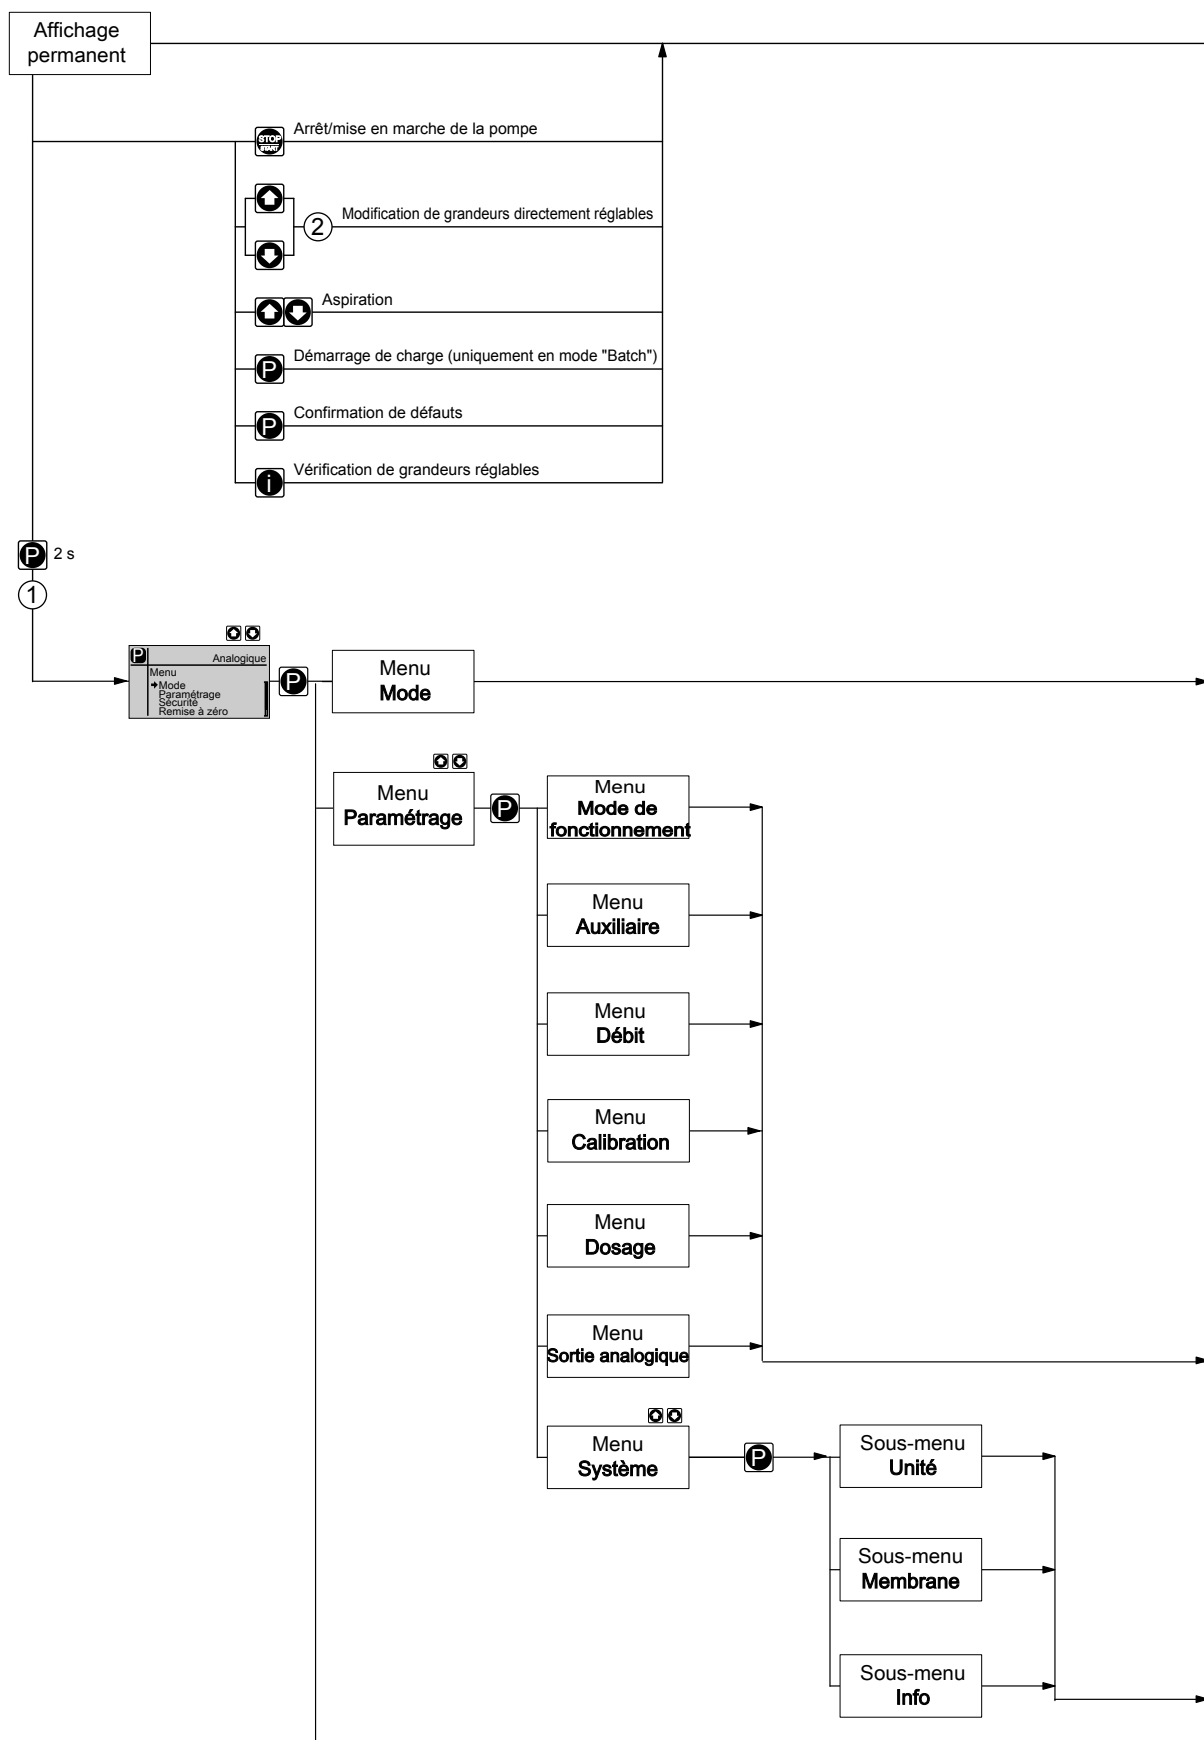 Affichage
permanent
STOP
START
Arrêt/mise en marche de la pompe
2
Modification de grandeurs directement réglables
Aspiration
P
Démarrage de charge (uniquement en mode "Batch")
P
Confirmation de défauts
i
Vérification de grandeurs réglables
P
2 s
1
P
Analogique
Menu
Mode
Paramétrage
Sécurité
Remise à zéro
P
Menu
Mode
Menu
Paramétrage
P
Menu
Mode de
fonctionnement
Menu
Auxiliaire
Menu
Débit
Menu
Calibration
Menu
Dosage
Menu
Sortie analogique
Menu
Système
P
Sous-menu
Unité
Sous-menu
Membrane
Sous-menu
Info